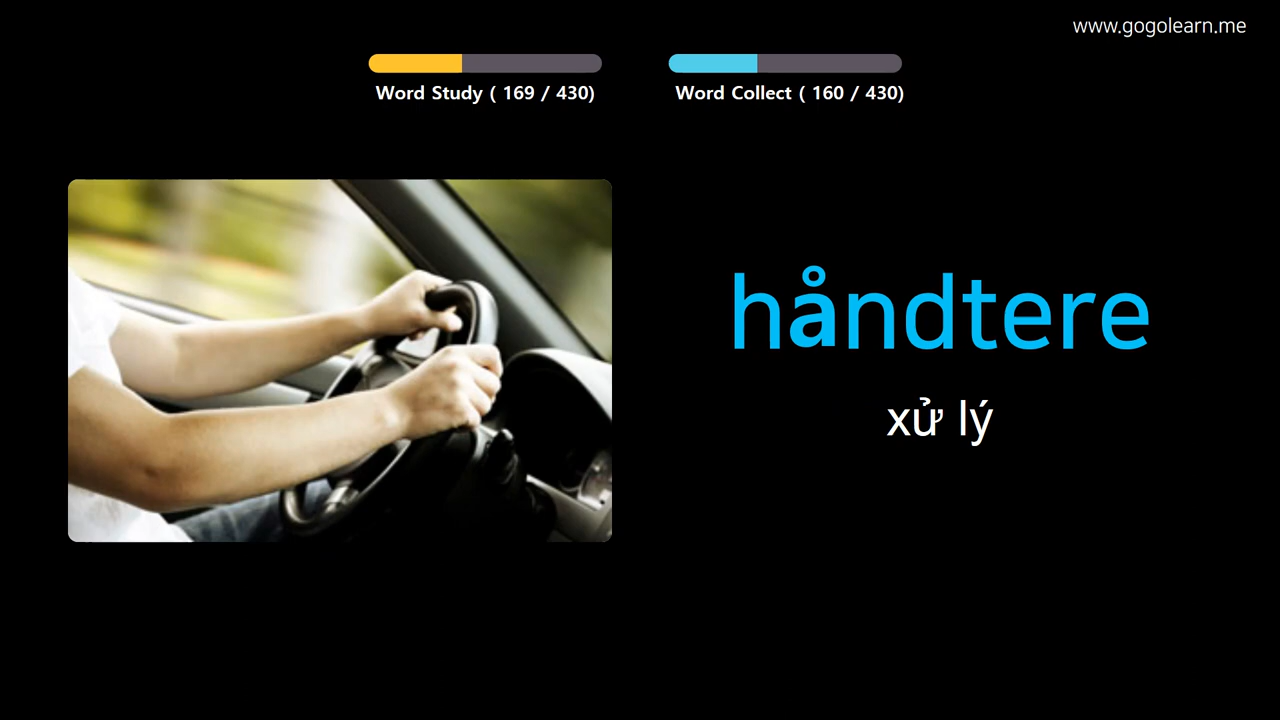 www.gogolearn.me
Word Study ( 169 / 430)
Word Collect ( 160 / 430)
håndtere
xử lý